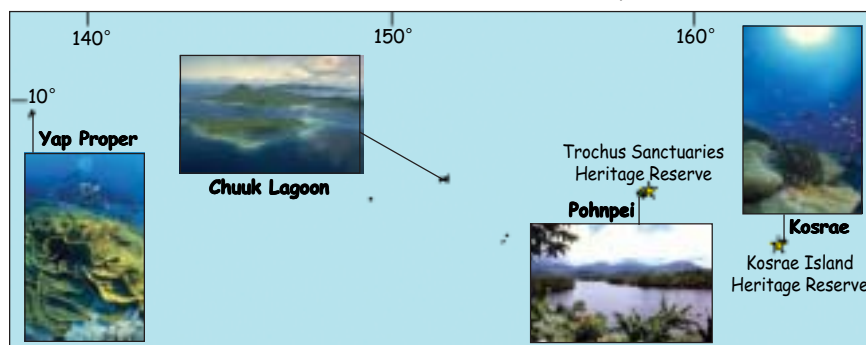 140°
150°
160°
10°
Yap Proper
Chuuk Lagoon
Trochus Sanctuaries
Heritage Reserve
Pohnpei
Kosrae
Kosrae Island
Heritage Reserve